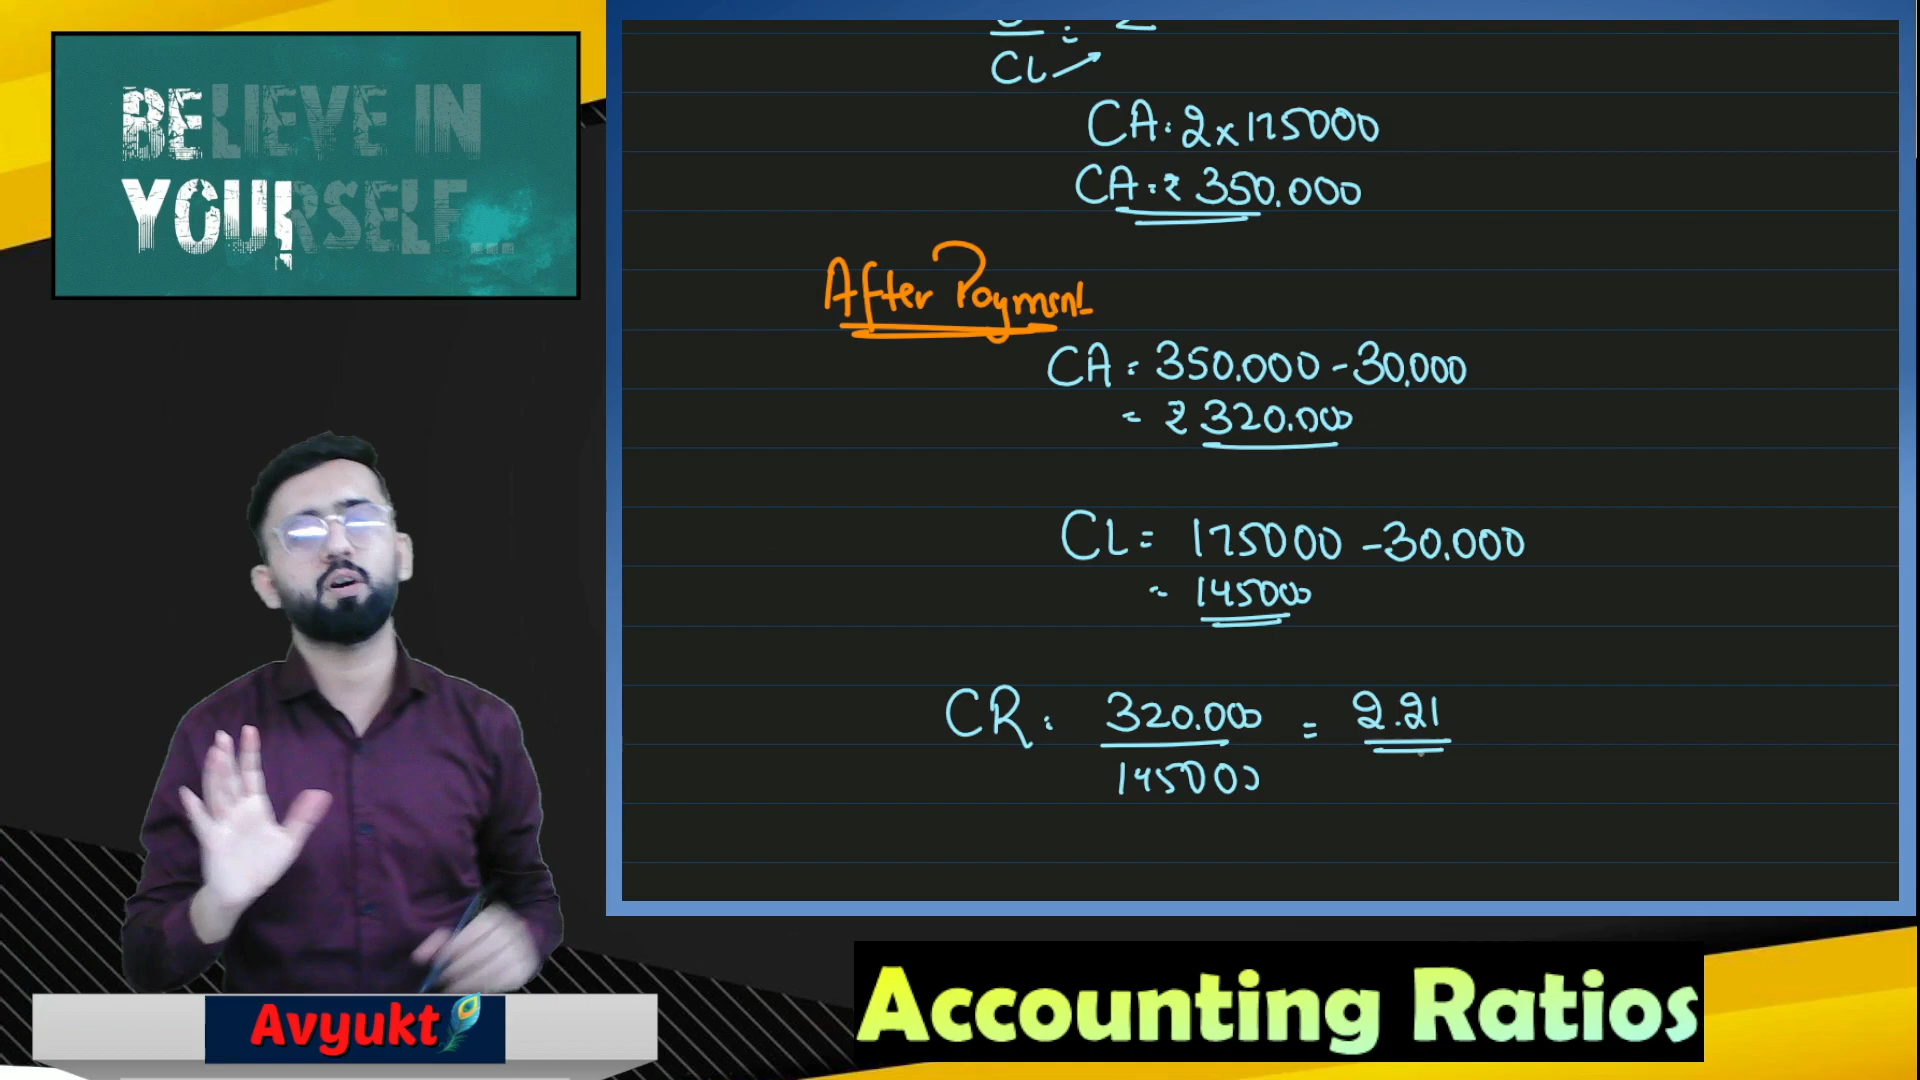 BELIEVE IN
YOURSELF...
CL
CA: 2x175000
CA:₹ 350,000
After Payment
CA = 350.000 - 30,000
= ₹ 320.000
CL = 175000 - 30.000
= 145000
CR: 320.000 = 2.21
145000
Avyukt
Accounting Ratios